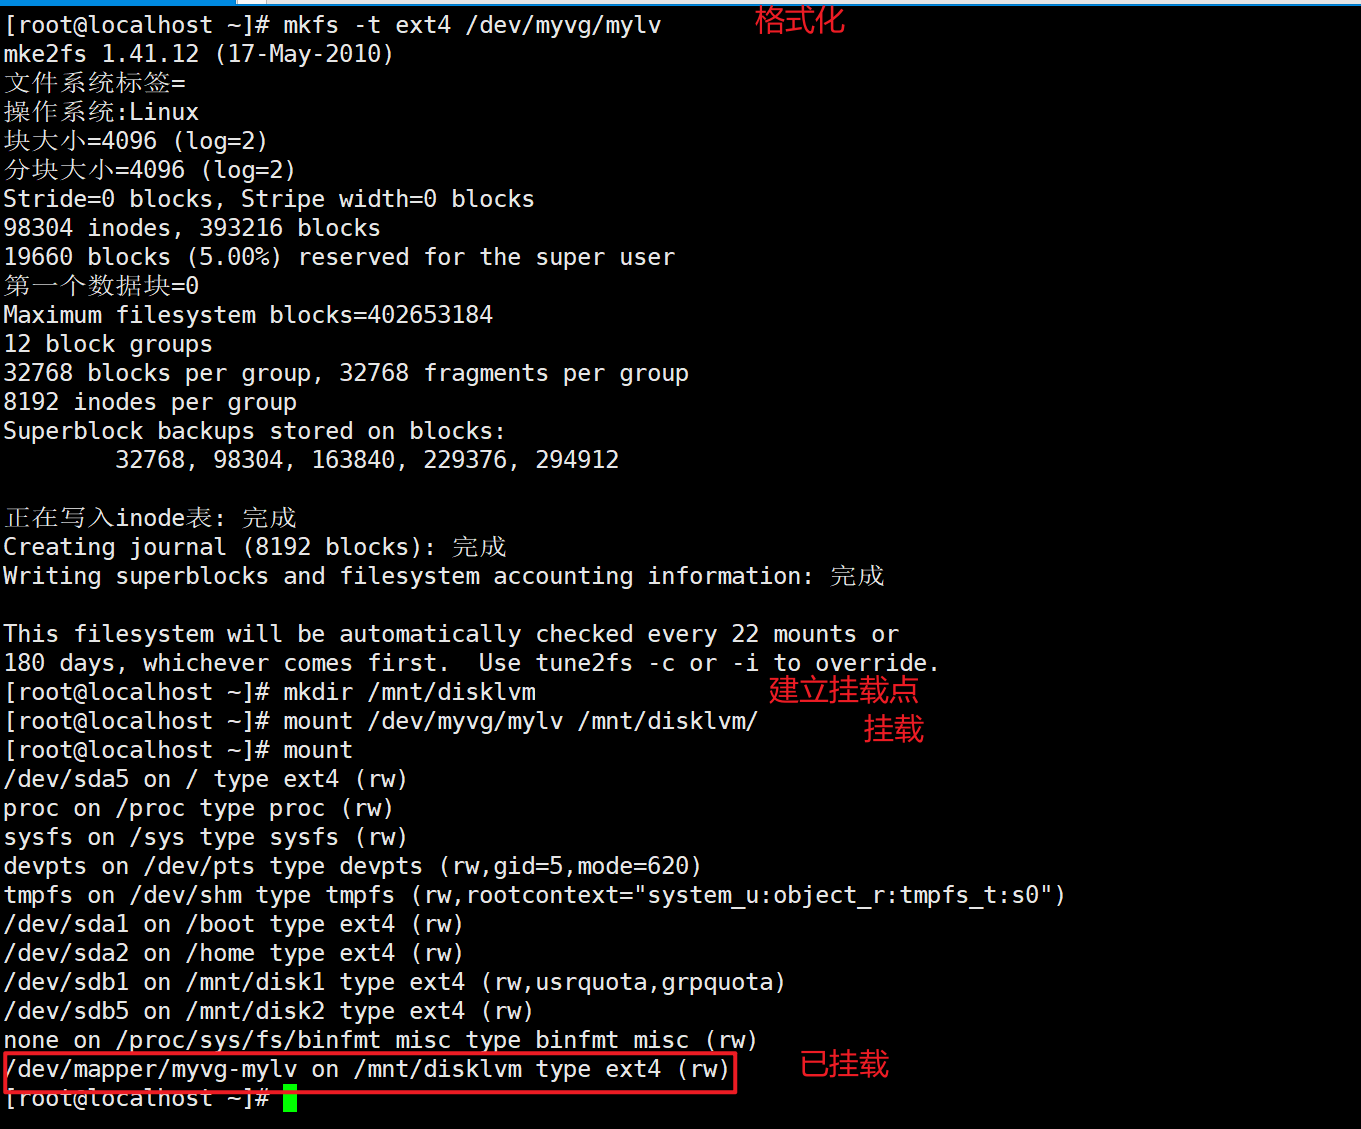 [root@localhost ~]# mkfs -t ext4 /dev/myvg/mylv 格式化
mke2fs 1.41.12 (17-May-2010)
文件系统标签=
操作系统:Linux
块大小=4096 (log=2)
分块大小=4096 (log=2)
Stride=0 blocks, Stripe width=0 blocks
98304 inodes, 393216 blocks
19660 blocks (5.00%) reserved for the super user
第一个数据块=0
Maximum filesystem blocks=402653184
12 block groups
32768 blocks per group, 32768 fragments per group
8192 inodes per group
Superblock backups stored on blocks:
32768, 98304, 163840, 229376, 294912
正在写入inode表: 完成
Creating journal (8192 blocks): 完成
Writing superblocks and filesystem accounting information: 完成
This filesystem will be automatically checked every 22 mounts or
180 days, whichever comes first.  Use tune2fs -c or -i to override.
[root@localhost ~]# mkdir /mnt/disklvm 建立挂载点
[root@localhost ~]# mount /dev/myvg/mylv /mnt/disklvm/ 挂载
[root@localhost ~]# mount
/dev/sda5 on / type ext4 (rw)
proc on /proc type proc (rw)
sysfs on /sys type sysfs (rw)
devpts on /dev/pts type devpts (rw,gid=5,mode=620)
tmpfs on /dev/shm type tmpfs (rw,rootcontext="system_u:object_r:tmpfs_t:s0")
/dev/sda1 on /boot type ext4 (rw)
/dev/sda2 on /home type ext4 (rw)
/dev/sdb1 on /mnt/disk1 type ext4 (rw,usrquota,grpquota)
/dev/sdb5 on /mnt/disk2 type ext4 (rw)
none on /proc/sys/fs/binfmt_misc type binfmt_misc (rw)
/dev/mapper/myvg-mylv on /mnt/disklvm type ext4 (rw) 已挂载
[root@localhost ~]#